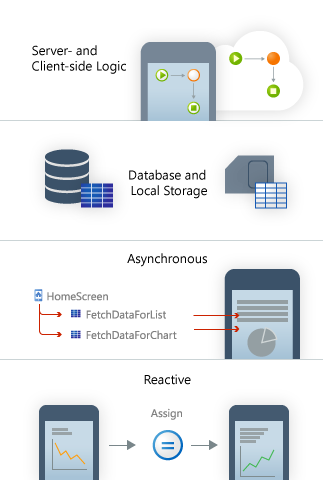 Server- and
Client-side Logic
Database and
Local Storage
Asynchronous
HomeScreen
FetchDataForList
FetchDataForChart
Reactive
Assign